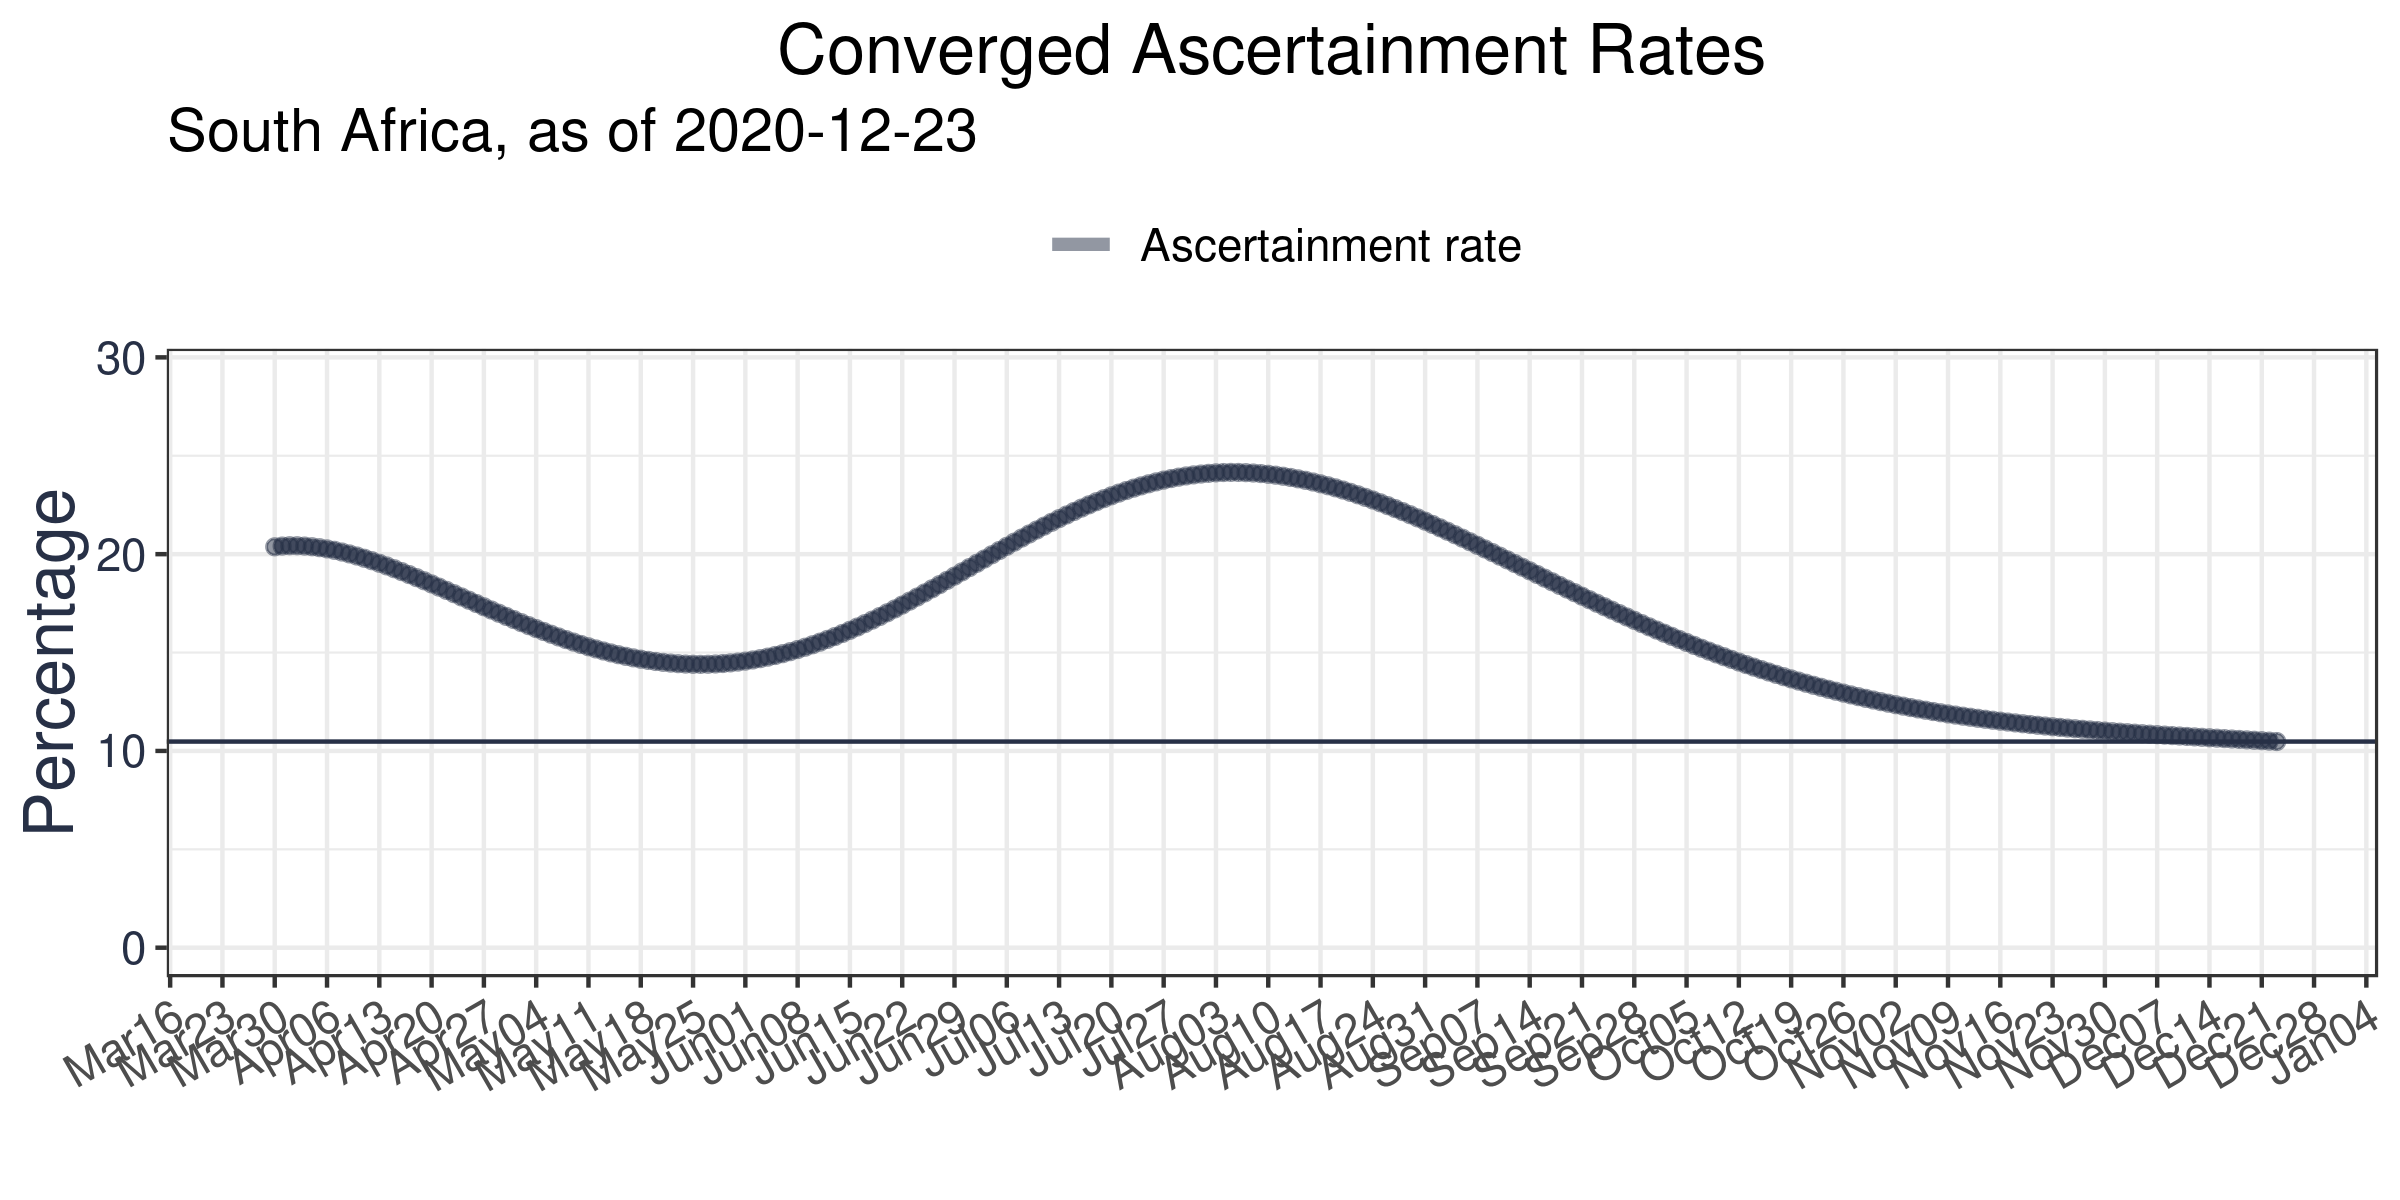 Converged Ascertainment Rates
South Africa, as of 2020-12-23
Ascertainment rate
Percentage
30
20
10
0
Mar16
Mar23
Mar30
Apr06
Apr13
Apr20
Apr27
May04
May11
May18
May25
Jun01
Jun08
Jun15
Jun22
Jun29
Jul06
Jul13
Jul20
Jul27
Aug03
Aug10
Aug17
Aug24
Aug31
Sep07
Sep14
Sep21
Sep28
Oct05
Oct12
Oct19
Oct26
Nov02
Nov09
Nov16
Nov23
Nov30
Dec07
Dec14
Dec21
Dec28
Jan04